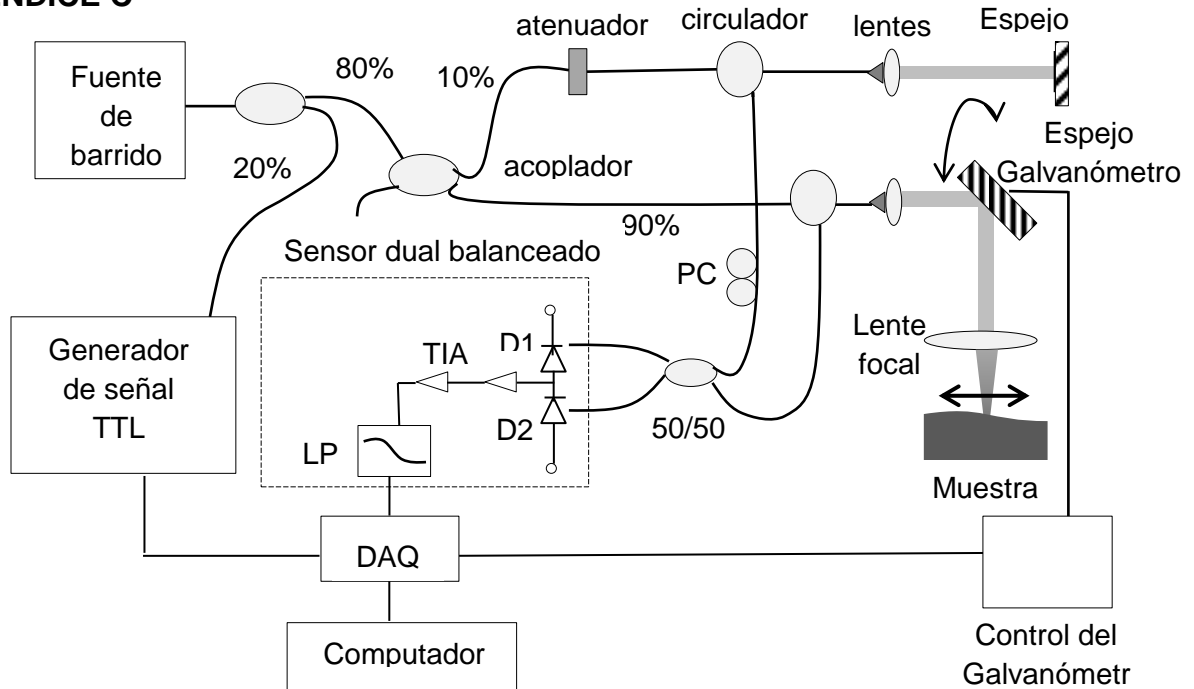 atenuador
circulador
lentes
Espejo
Fuente
de
barrido
80%
10%
20%
acoplador
90%
Espejo
Galvanómetro
Sensor dual balanceado
PC
Generador
de señal
TTL
TIA
D1
D2
LP
50/50
Lente
focal
Muestra
DAQ
Computador
Control del
Galvanómetr